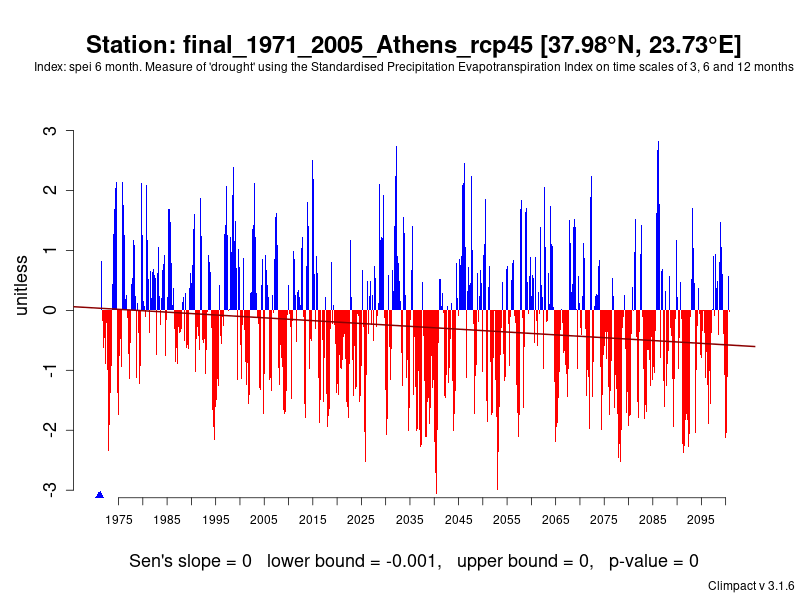 Station: final_1971_2005_Athens_rcp45 [37.98°N, 23.73°E]
Index: spei 6 month. Measure of 'drought' using the Standardised Precipitation Evapotranspiration Index on time scales of 3, 6 and 12 months
3
2
1
0
-1
-2
-3
unitless
1975 1985 1995 2005 2015 2025 2035 2045 2055 2065 2075 2085 2095
Sen's slope = 0 lower bound = -0.001, upper bound = 0, p-value = 0
Climpact v 3.1.6